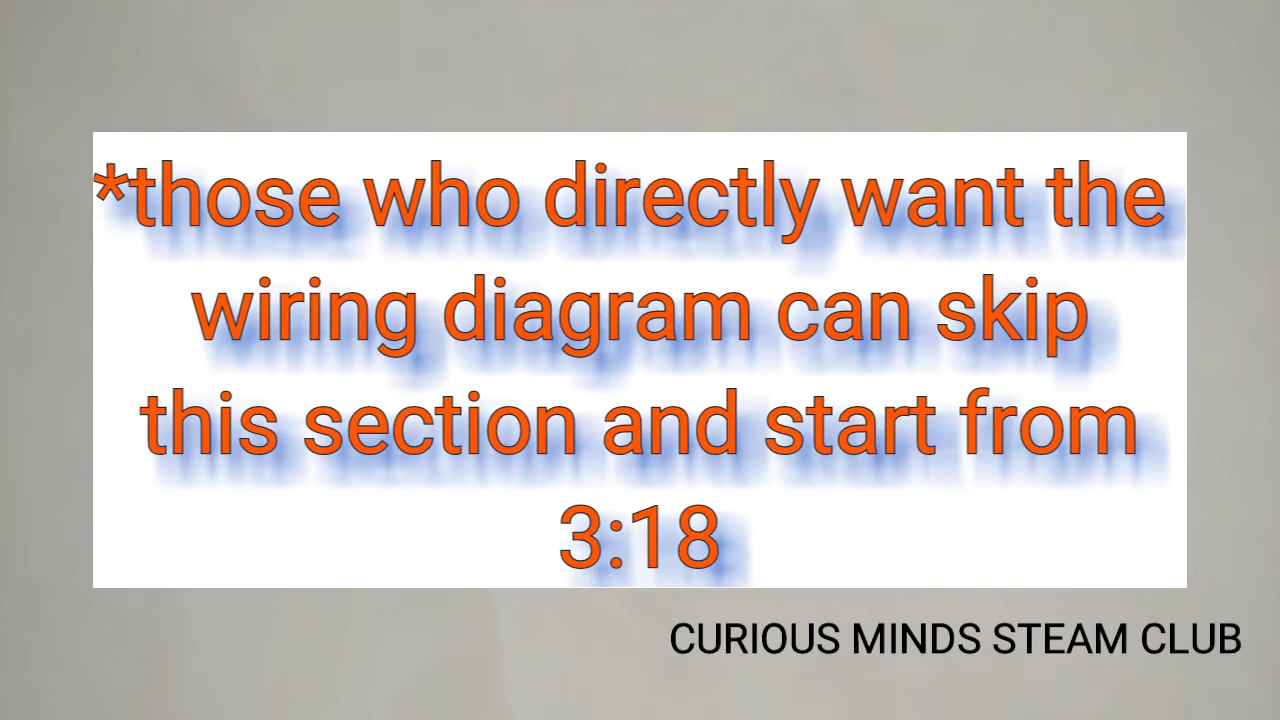 *those who directly want the
wiring diagram can skip
this section and start from
3:18
CURIOUS MINDS STEAM CLUB